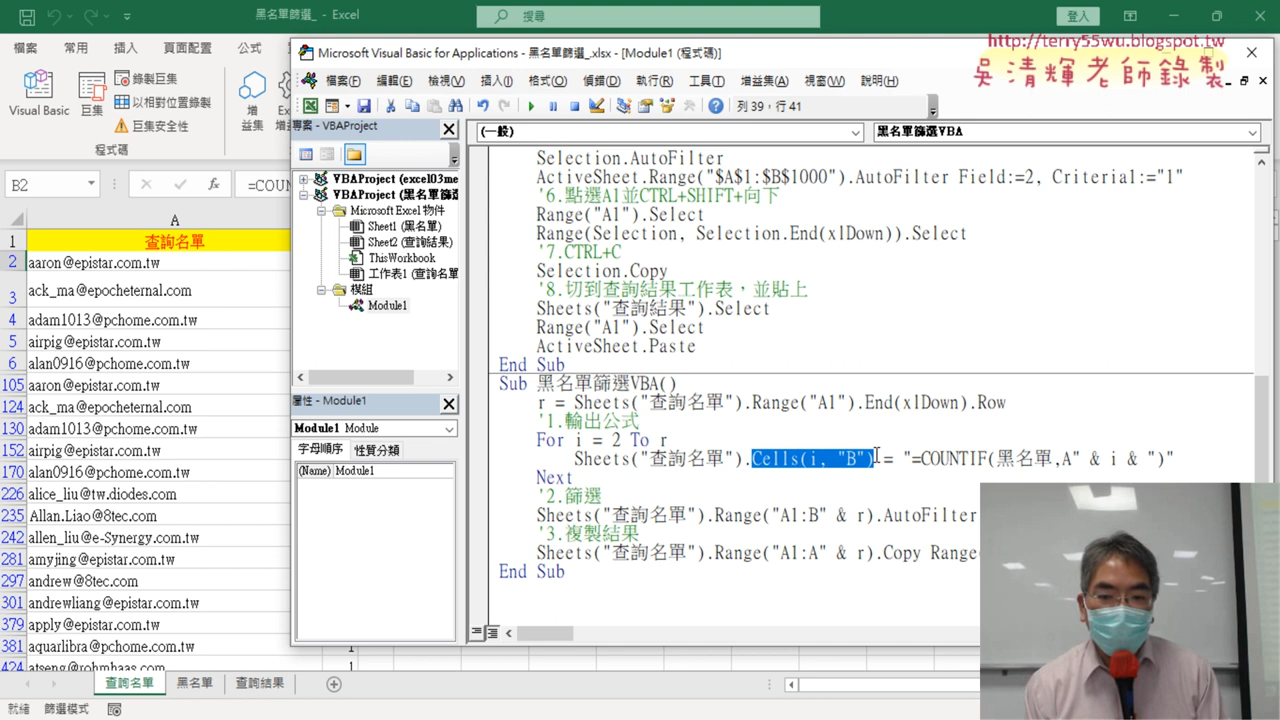 黑名單篩選_ - Excel
搜尋
登入
檔案
常用
插入
頁面配置
公式
Visual Basic
巨集
錄製巨集
以相對位置錄製
巨集安全性
增
益集
程式碼
B2
fx
=COUN
A
1 查詢名單
2 aaron@epistar.com.tw
3 ack_ma@epocheternal.com
4 adam1013@pchome.com.tw
5 airpig@epistar.com.tw
6 alan0916@pchome.com.tw
105 aaron@epistar.com.tw
124 ack_ma@epocheternal.com
130 adam1013@pchome.com.tw
152 airpig@epistar.com.tw
170 alan0916@pchome.com.tw
226 alice_liu@tw.diodes.com
235 Allan.Liao@8tec.com
242 allen_liu@e-Synergy.com.tw
281 amyjing@epistar.com.tw
297 andrew@8tec.com
301 andrewliang@epistar.com.tw
379 apply@epistar.com.tw
381 aquarlibra@pchome.com.tw
424 atseng@rohmhaas.com
查詢名單
黑名單
查詢結果
就緒
篩選模式
Microsoft Visual Basic for Applications - 黑名單篩選_.xlsx - [Module1 (程式碼)]
http://terry55wu.blogspot.tw
吳清輝老師錄製
檔案(F)
編輯(E)
檢視(V)
插入(I)
格式(O)
偵錯(D)
執行(R)
工具(T)
增益集(A)
視窗(W)
說明(H)
列 39，行 41
專案 - VBAProject
VBAProject (excel03me
VBAProject (黑名單篩
Microsoft Excel 物件
Sheet1 (黑名單)
Sheet2 (查詢結果)
ThisWorkbook
工作表1 (查詢名單
模組
Module1
屬性 - Module1
Module1 Module
字母順序
性質分類
(Name) Module1
(一般)
黑名單篩選VBA
Selection.AutoFilter
ActiveSheet.Range("$A$1:$B$1000").AutoFilter Field:=2, Criteria1:="1"
'6.點選A1並CTRL+SHIFT+向下
Range("A1").Select
Range(Selection, Selection.End(xlDown)).Select
'7.CTRL+C
Selection.Copy
'8.切到查詢結果工作表，並貼上
Sheets("查詢結果").Select
Range("A1").Select
ActiveSheet.Paste
End Sub
Sub 黑名單篩選VBA()
r = Sheets("查詢名單").Range("A1").End(xlDown).Row
'1.輸出公式
For i = 2 To r
Sheets("查詢名單").Cells(i, "B") = "=COUNTIF(黑名單,A" & i & ")"
Next
'2.篩選
Sheets("查詢名單").Range("A1:B" & r).AutoFilter
'3.複製結果
Sheets("查詢名單").Range("A1:A" & r).Copy Range
End Sub